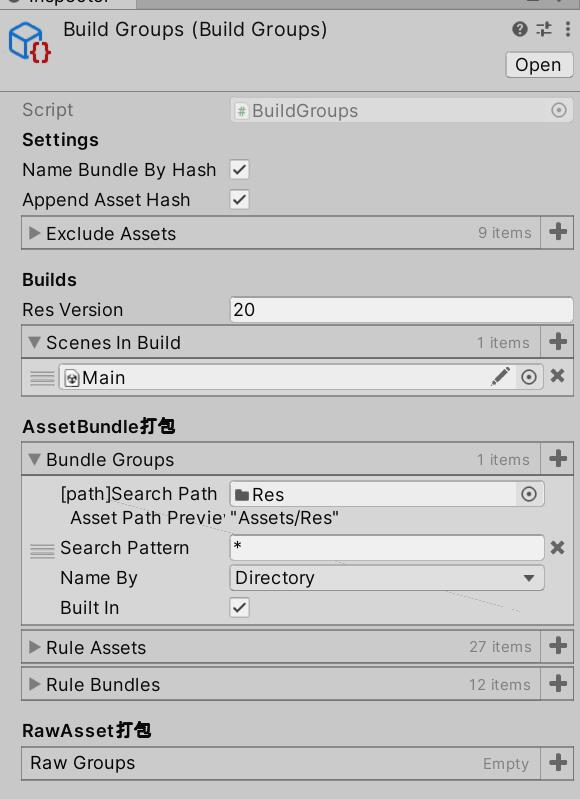 Inspector
Build Groups (Build Groups)
Open
Script
# BuildGroups
Settings
Name Bundle By Hash
Append Asset Hash
Exclude Assets 9 items
Builds
Res Version 20
Scenes In Build 1 items
Main
AssetBundle打包
Bundle Groups 1 items
[path]Search Path Res
Asset Path Previe "Assets/Res"
Search Pattern *
Name By Directory
Built In
Rule Assets 27 items
Rule Bundles 12 items
RawAsset打包
Raw Groups Empty